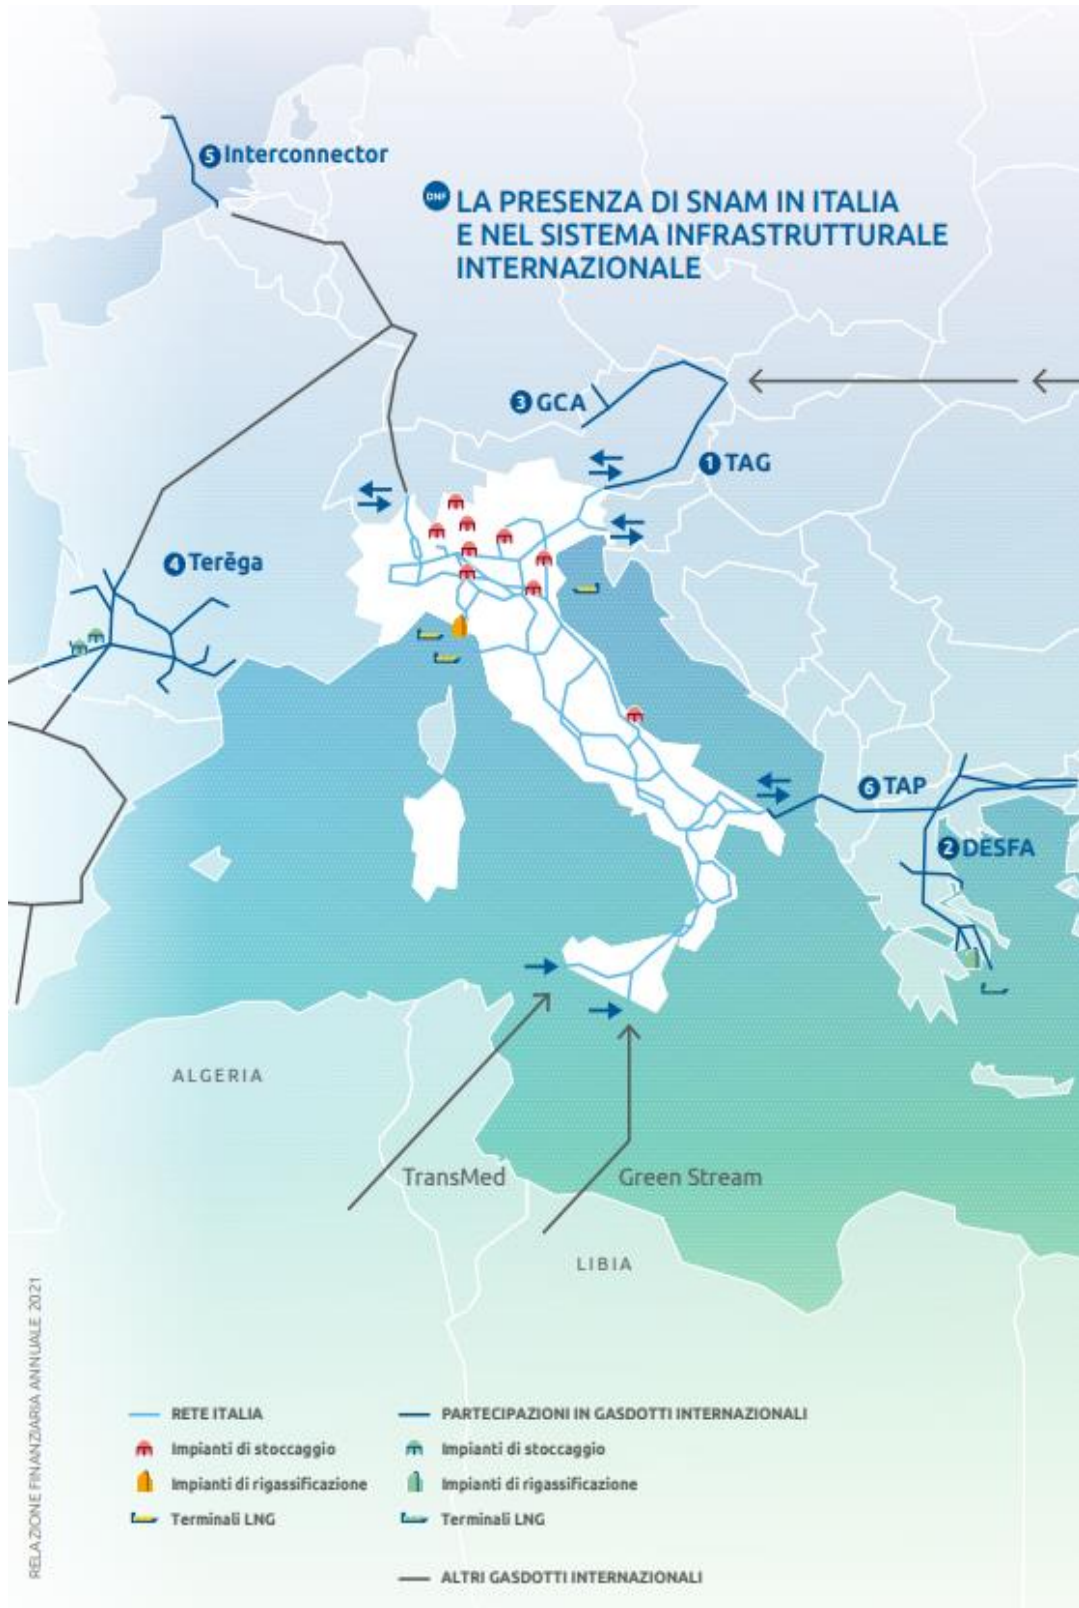 5 Interconnector
DNF LA PRESENZA DI SNAM IN ITALIA
E NEL SISTEMA INFRASTRUTTURALE
INTERNAZIONALE
3 GCA
1 TAG
4 Terēga
6 TAP
2 DESFA
ALGERIA
TransMed
Green Stream
LIBIA
RELAZIONE FINANZIARIA ANNUALE 2021
RETE ITALIA
Impianti di stoccaggio
Impianti di rigassificazione
Terminali LNG
PARTECIPAZIONI IN GASDOTTI INTERNAZIONALI
Impianti di stoccaggio
Impianti di rigassificazione
Terminali LNG
ALTRI GASDOTTI INTERNAZIONALI